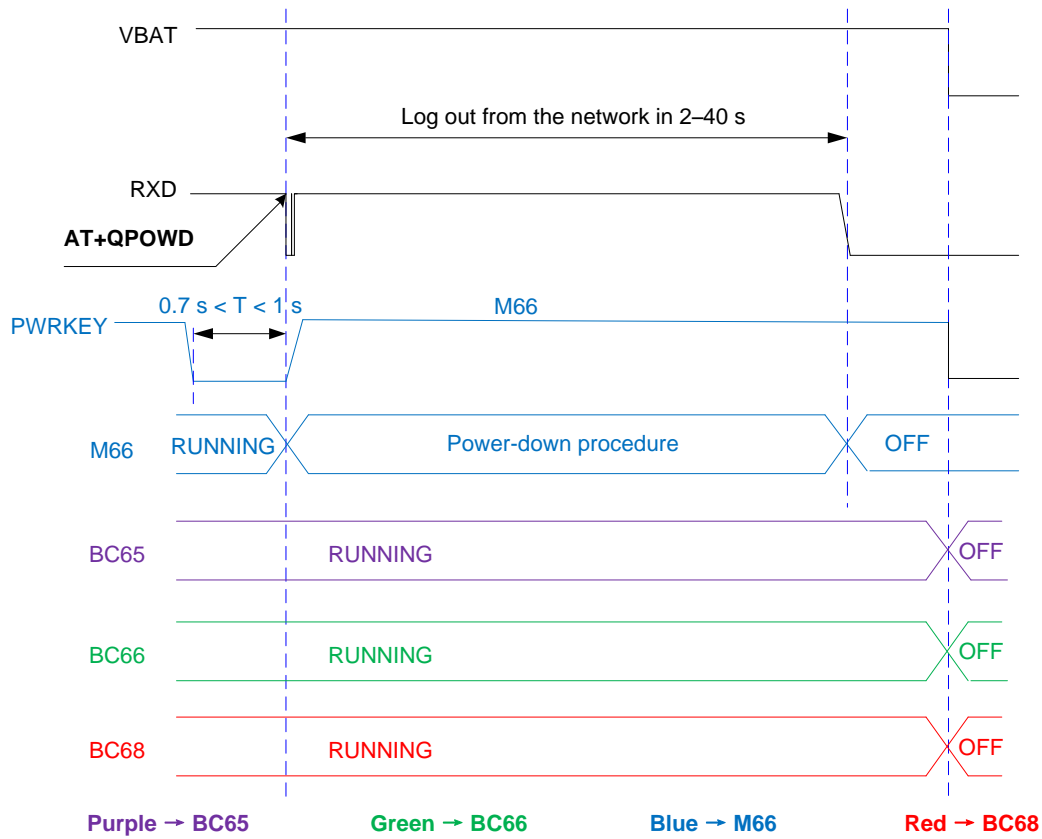 VBAT
Log out from the network in 2–40 s
RXD
AT+QPOWD
0.7 s < T < 1 s
M66
PWRKEY
M66 RUNNING Power-down procedure OFF
BC65 RUNNING OFF
BC66 RUNNING OFF
BC68 RUNNING OFF
Purple → BC65 Green → BC66 Blue → M66 Red → BC68